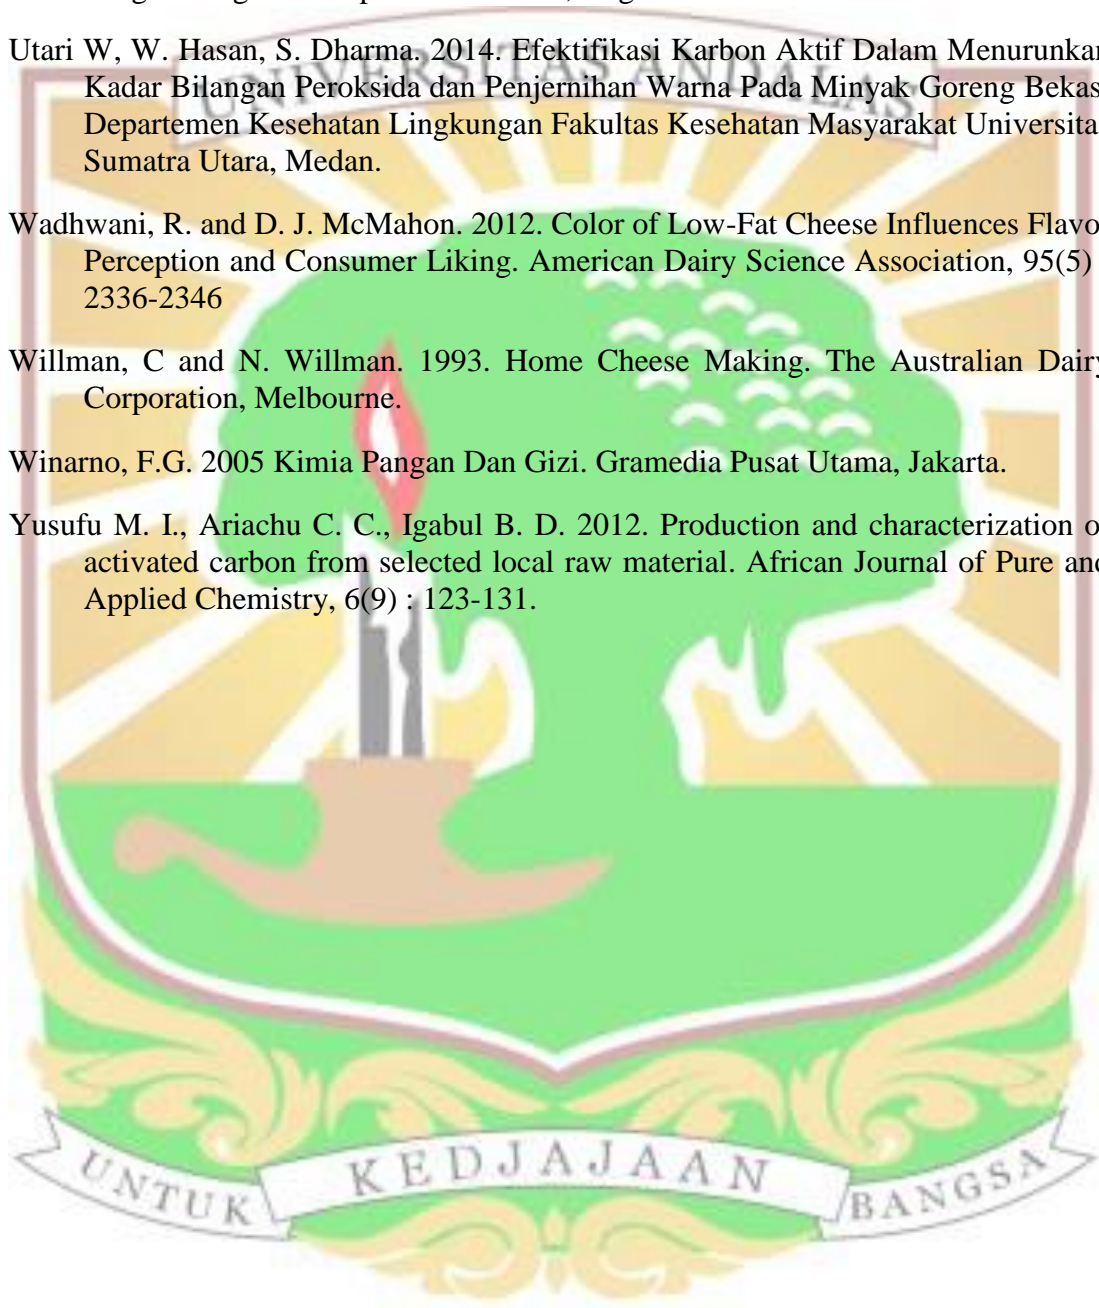 UNIVERSITAS ANDALAS
Utari W, W. Hasan, S. Dharma. 2014. Efektifikasi Karbon Aktif Dalam Menurunkan
Kadar Bilangan Peroksida dan Penjernihan Warna Pada Minyak Goreng Bekas
Departemen Kesehatan Lingkungan Fakultas Kesehatan Masyarakat Universita
Sumatra Utara, Medan.
Wadhwani, R. and D. J. McMahon. 2012. Color of Low-Fat Cheese Influences Flavo
Perception and Consumer Liking. American Dairy Science Association, 95(5)
2336-2346
Willman, C and N. Willman. 1993. Home Cheese Making. The Australian Dairy
Corporation, Melbourne.
Winarno, F.G. 2005 Kimia Pangan Dan Gizi. Gramedia Pusat Utama, Jakarta.
Yusufu M. I., Ariachu C. C., Igabul B. D. 2012. Production and characterization o
activated carbon from selected local raw material. African Journal of Pure and
Applied Chemistry, 6(9) : 123-131.
UNTUK KEDJAJAAN BANGSA